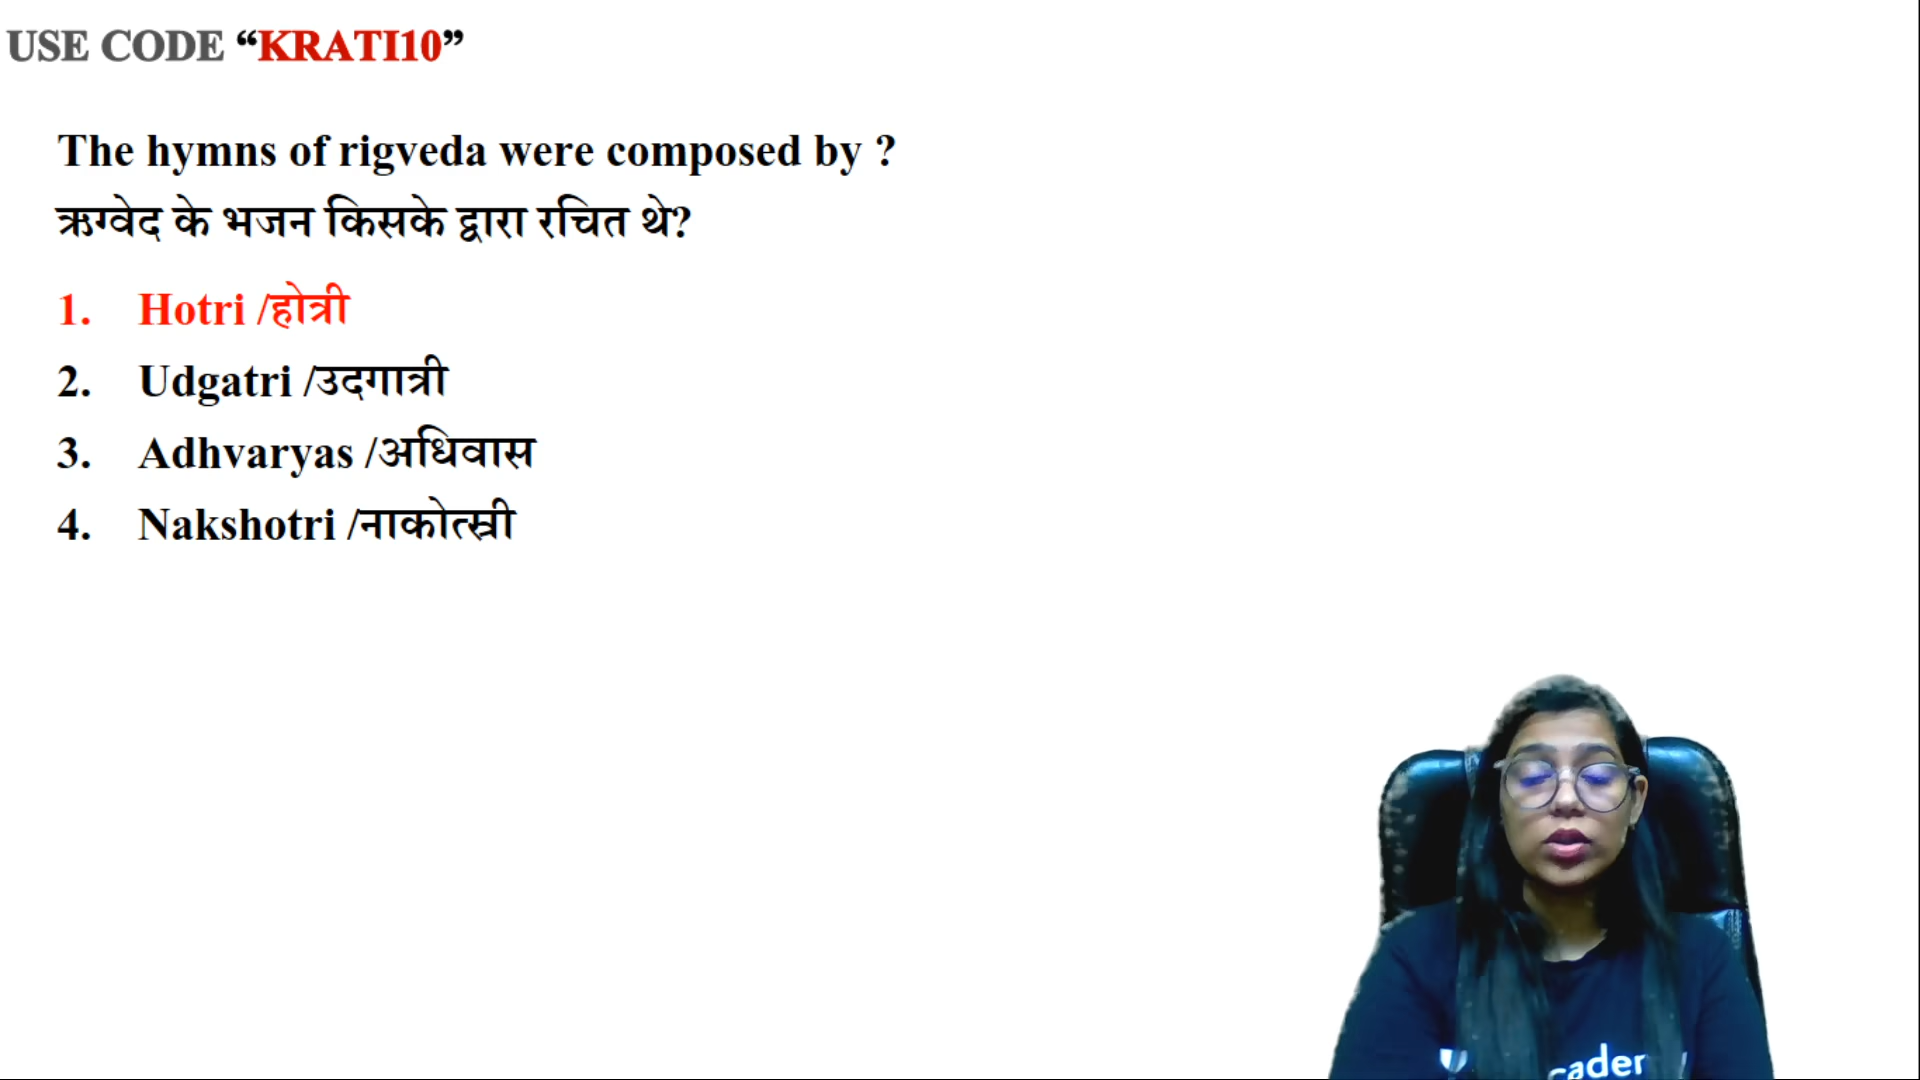 USE CODE “KRATI10”
The hymns of rigveda were composed by ?
ऋग्वेद के भजन किसके द्वारा रचित थे?
1. Hotri /होत्री
2. Udgatri /उदगात्री
3. Adhvaryas /अधिवास
4. Nakshotri /नाकोत्स्री
cader